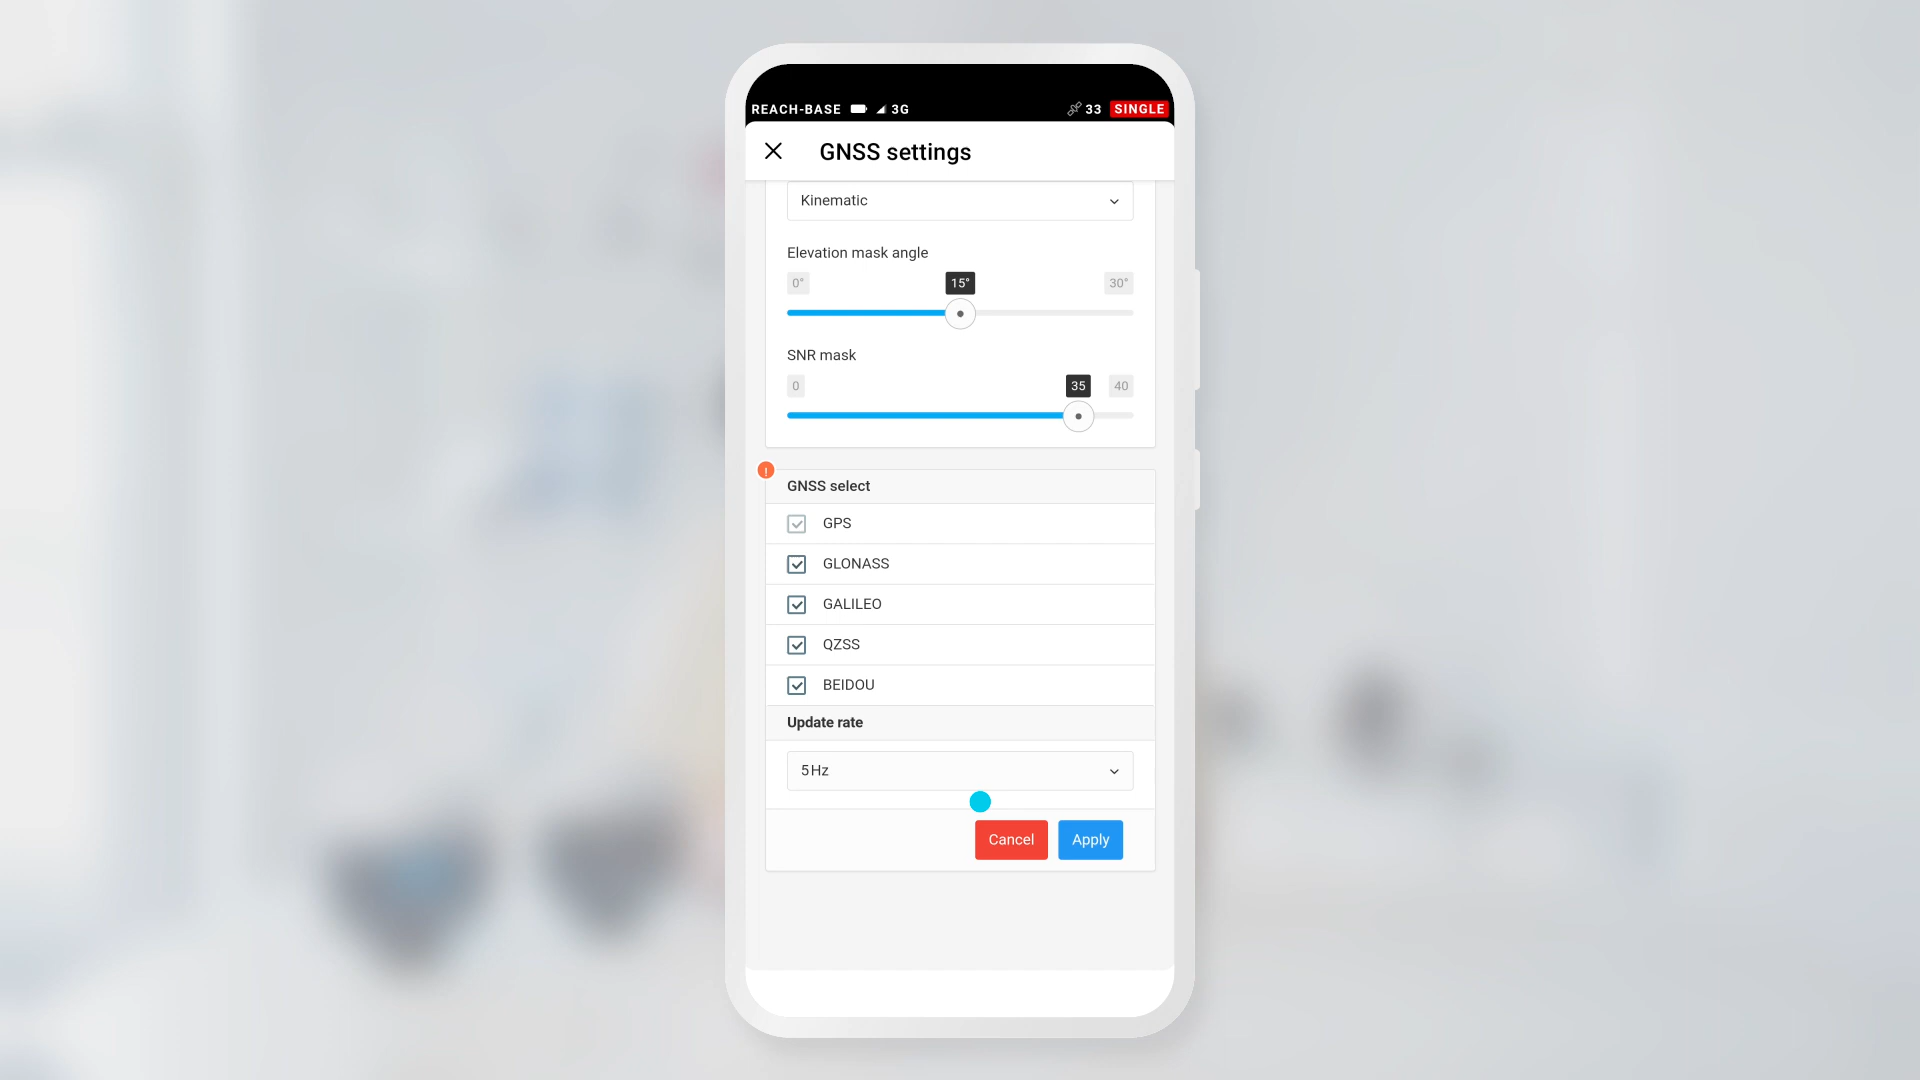 REACH-BASE 3G 33 SINGLE
GNSS settings
Kinematic
Elevation mask angle
0° 15° 30°
SNR mask
0 35 40
!
GNSS select
GPS
GLONASS
GALILEO
QZSS
BEIDOU
Update rate
5 Hz
Cancel Apply